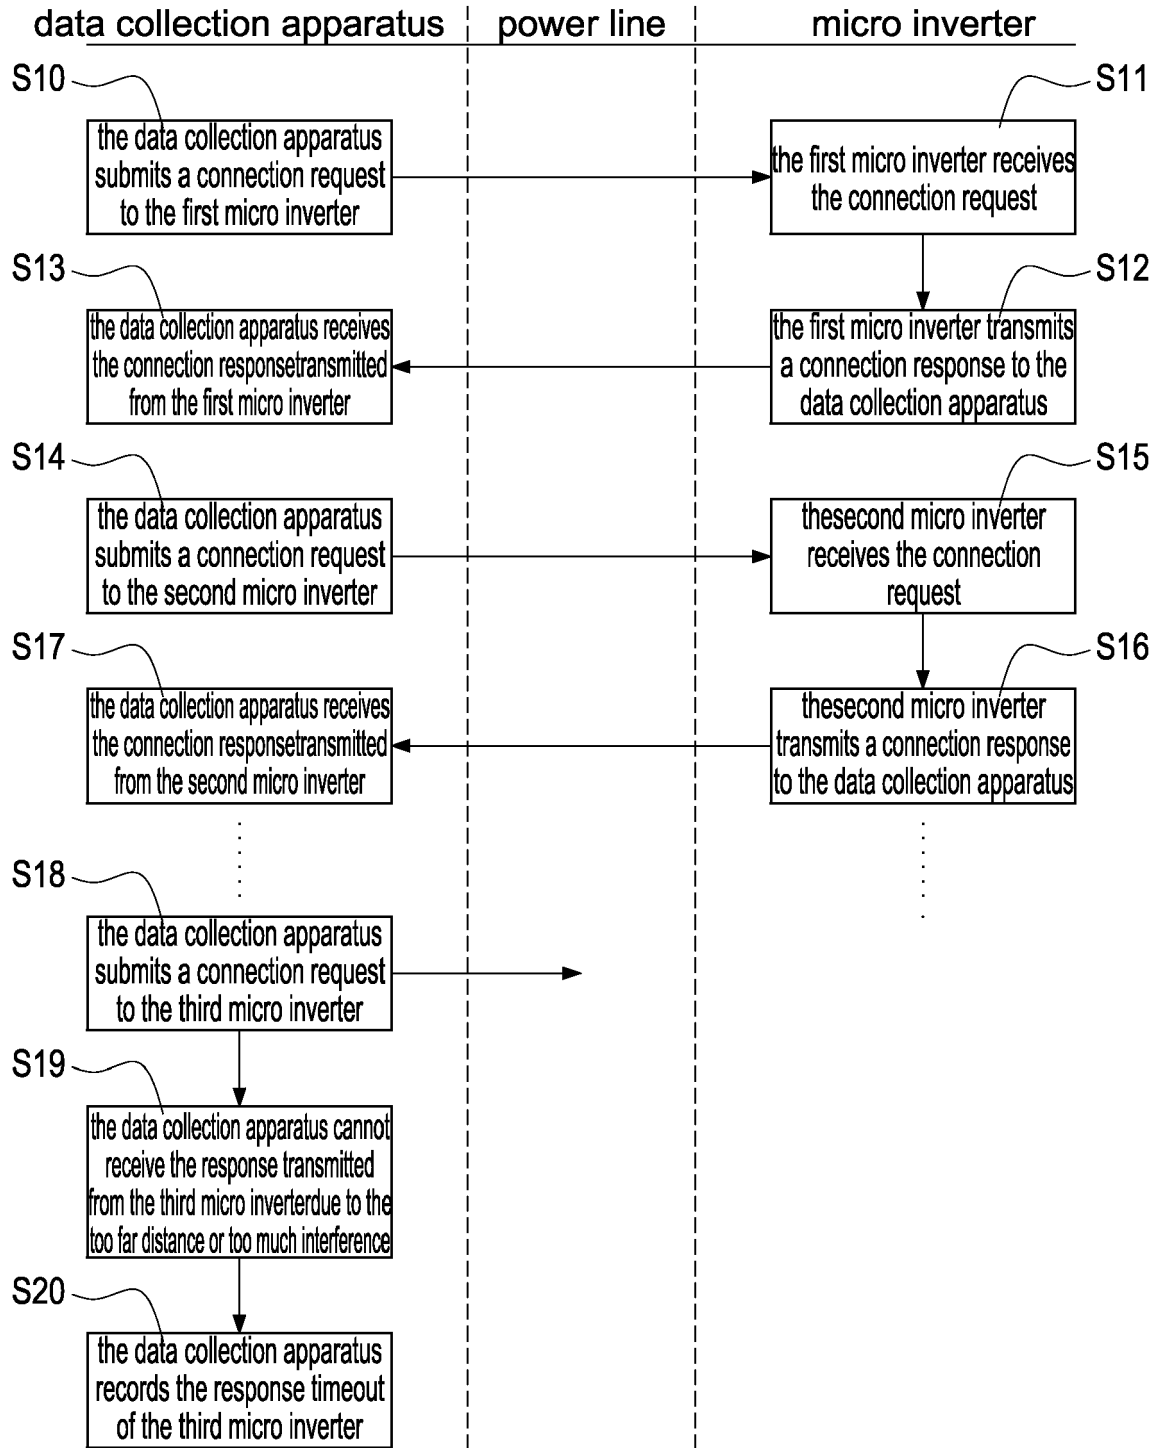 data collection apparatus
power line
micro inverter
S10
S11
the data collection apparatus
submits a connection request
to the first micro inverter
the first micro inverter receives
the connection request
S13
S12
the data collection apparatus receives
the connection responsetransmitted
from the first micro inverter
the first micro inverter transmits
a connection response to the
data collection apparatus
S14
S15
the data collection apparatus
submits a connection request
to the second micro inverter
thesecond micro inverter
receives the connection
request
S17
S16
the data collection apparatus receives
the connection responsetransmitted
from the second micro inverter
thesecond micro inverter
transmits a connection response
to the data collection apparatus
S18
the data collection apparatus
submits a connection request
to the third micro inverter
S19
the data collection apparatus cannot
receive the response transmitted
from the third micro inverterdue to the
too far distance or too much interference
S20
the data collection apparatus
records the response timeout
of the third micro inverter